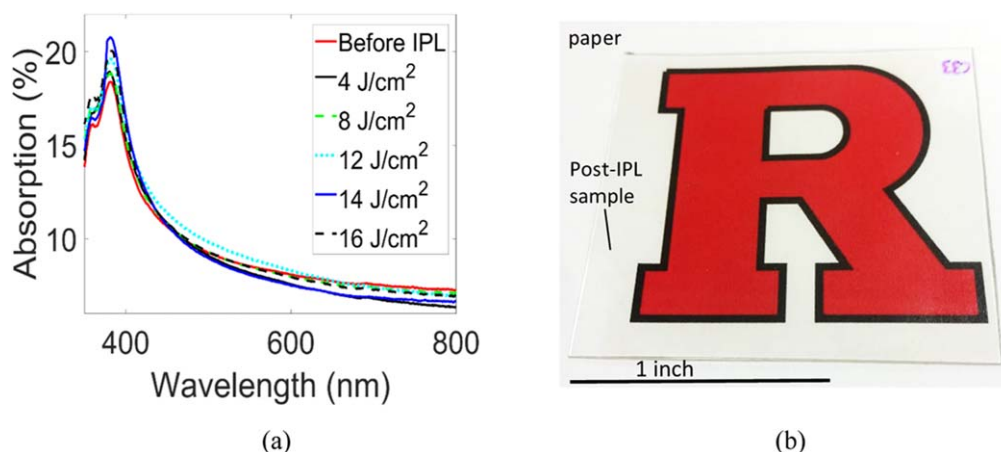 Absorption (%)
20
15
10
400
600
800
Wavelength (nm)
Before IPL
4 J/cm²
8 J/cm²
12 J/cm²
14 J/cm²
16 J/cm²
(a)
paper
C33
R
Post-IPL
sample
1 inch
(b)